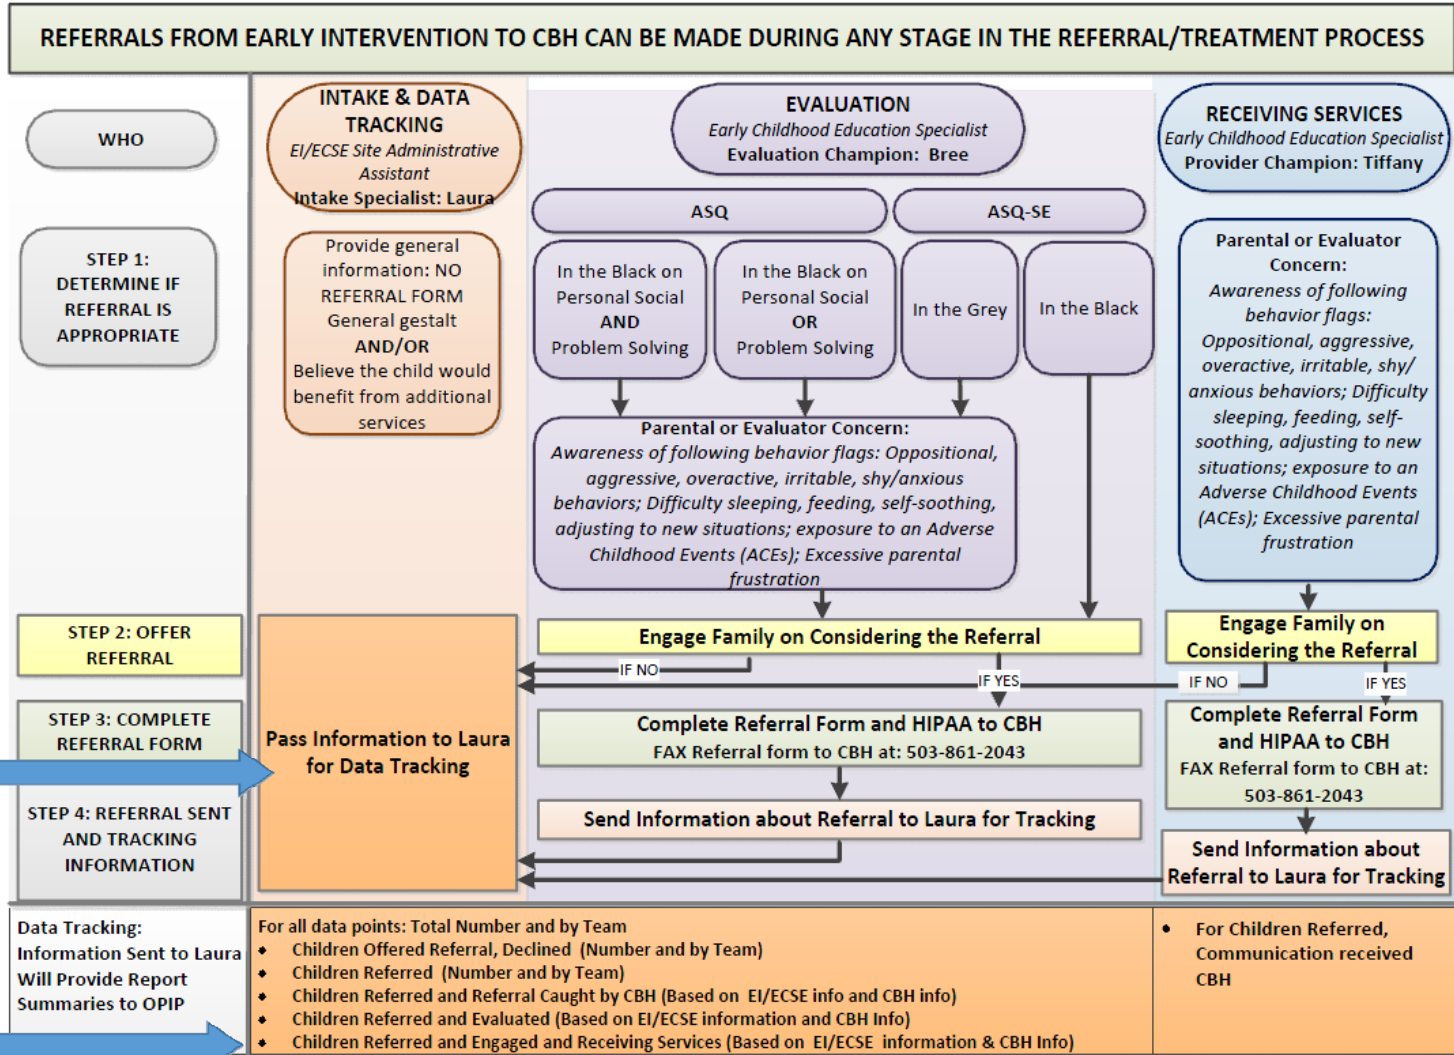 REFERRALS FROM EARLY INTERVENTION TO CBH CAN BE MADE DURING ANY STAGE IN THE REFERRAL/TREATMENT PROCESS
WHO
INTAKE & DATA
TRACKING
EI/ECSE Site Administrative
Assistant
Intake Specialist: Laura
EVALUATION
Early Childhood Education Specialist
Evaluation Champion: Bree
RECEIVING SERVICES
Early Childhood Education Specialist
Provider Champion: Tiffany
ASQ
ASQ-SE
STEP 1:
DETERMINE IF
REFERRAL IS
APPROPRIATE
Provide general
information: NO
REFERRAL FORM
General gestalt
AND/OR
Believe the child would
benefit from additional
services
In the Black on
Personal Social
AND
Problem Solving
In the Black on
Personal Social
OR
Problem Solving
In the Grey
In the Black
Parental or Evaluator Concern:
Awareness of following behavior flags: Oppositional,
aggressive, overactive, irritable, shy/anxious
behaviors; Difficulty sleeping, feeding, self-soothing,
adjusting to new situations; exposure to an Adverse
Childhood Events (ACEs); Excessive parental
frustration
Parental or Evaluator
Concern:
Awareness of following
behavior flags:
Oppositional, aggressive,
overactive, irritable, shy/
anxious behaviors; Difficulty
sleeping, feeding, self-
soothing, adjusting to new
situations; exposure to an
Adverse Childhood Events
(ACEs); Excessive parental
frustration
STEP 2: OFFER
REFERRAL
Engage Family on Considering the Referral
Engage Family on
Considering the Referral
IF NO
IF YES
IF NO
IF YES
STEP 3: COMPLETE
REFERRAL FORM
Pass Information to Laura
for Data Tracking
Complete Referral Form and HIPAA to CBH
FAX Referral form to CBH at: 503-861-2043
Complete Referral Form
and HIPAA to CBH
FAX Referral form to CBH at:
503-861-2043
STEP 4: REFERRAL SENT
AND TRACKING
INFORMATION
Send Information about Referral to Laura for Tracking
Send Information about
Referral to Laura for Tracking
Data Tracking:
Information Sent to Laura
Will Provide Report
Summaries to OPIP
For all data points: Total Number and by Team
• Children Offered Referral, Declined (Number and by Team)
• Children Referred (Number and by Team)
• Children Referred and Referral Caught by CBH (Based on EI/ECSE info and CBH info)
• Children Referred and Evaluated (Based on EI/ECSE information and CBH Info)
• Children Referred and Engaged and Receiving Services (Based on EI/ECSE information & CBH Info)
• For Children Referred,
Communication received
CBH